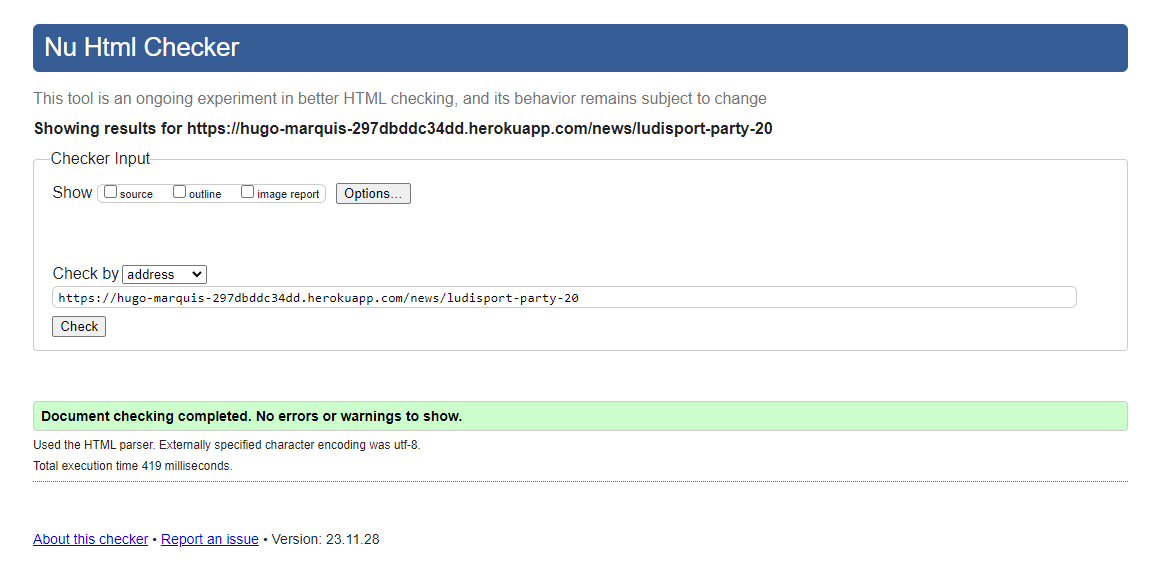 Nu Html Checker
This tool is an ongoing experiment in better HTML checking, and its behavior remains subject to change
Showing results for https://hugo-marquis-297dbddc34dd.herokuapp.com/news/ludisport-party-20
Checker Input
Show source outline image report Options...
Check by address
https://hugo-marquis-297dbddc34dd.herokuapp.com/news/ludisport-party-20
Check
Document checking completed. No errors or warnings to show.
Used the HTML parser. Externally specified character encoding was utf-8.
Total execution time 419 milliseconds.
About this checker • Report an issue • Version: 23.11.28